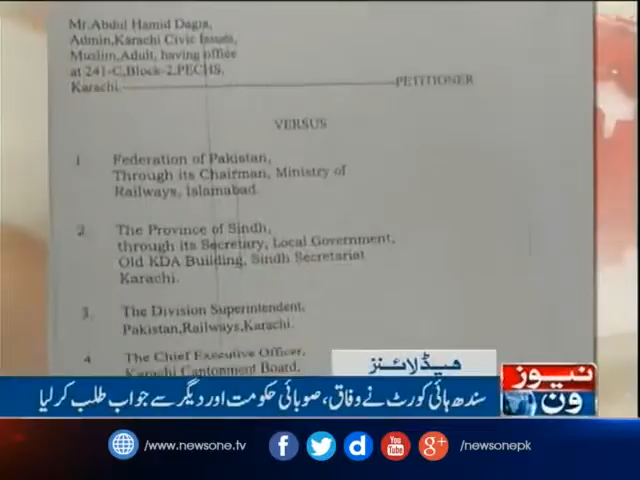 Mr.Abdul Hamid Dagia,
Admin,Karachi Civic Issues,
Muslim,Adult, having office
at 241-C,Block-2,PECHS,
Karachi.
PETITIONER
VERSUS
1 Federation of Pakistan,
Through its Chairman, Ministry of
Railways, Islamabad.
2 The Province of Sindh,
through its Secretary, Local Government,
Old KDA Building, Sindh Secretariat
Karachi.
3. The Division Superintendent,
Pakistan,Railways,Karachi.
4 The Chief Executive Officer,
Karachi Cantonment Board,
ہیڈلائنز
سندھ ہائی کورٹ نے وفاق، صوبائی حکومت اور دیگر سے جواب طلب کرلیا
نیوز
ون
www.newsone.tv
f
d
You
Tube
g+
/newsonepk